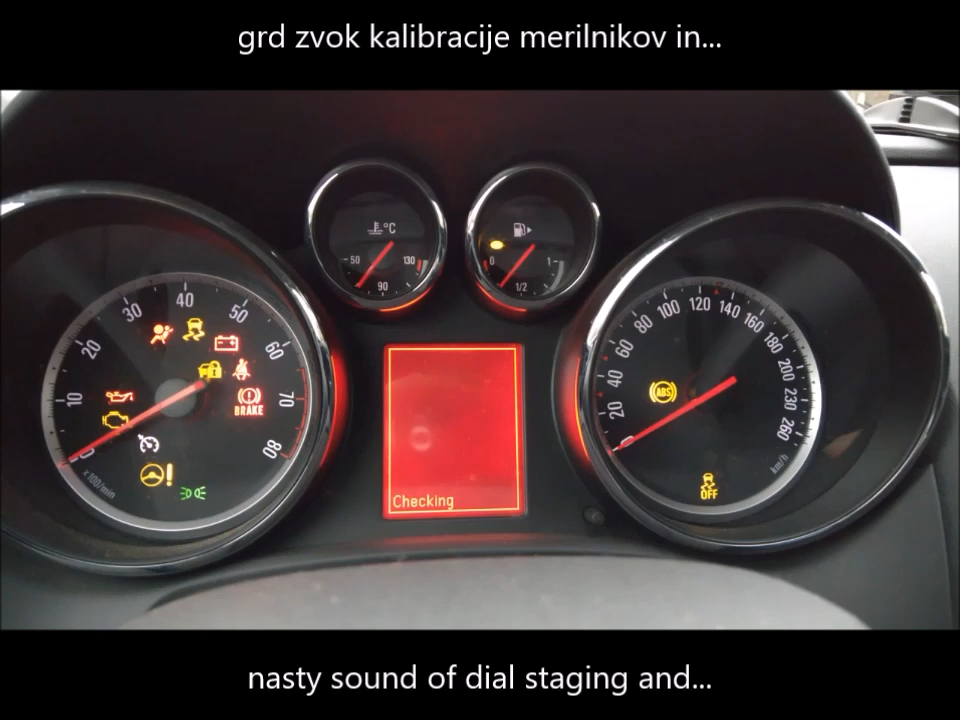 grd zvok kalibracije merilnikov in...
°C
50 90 130
0 1/2 1
0 10 20 30 40 50 60 70 80
x 100/min
BRAKE
Checking
0 20 40 60 80 100 120 140 160 180 200 230 260
km/h
ABS
OFF
nasty sound of dial staging and...